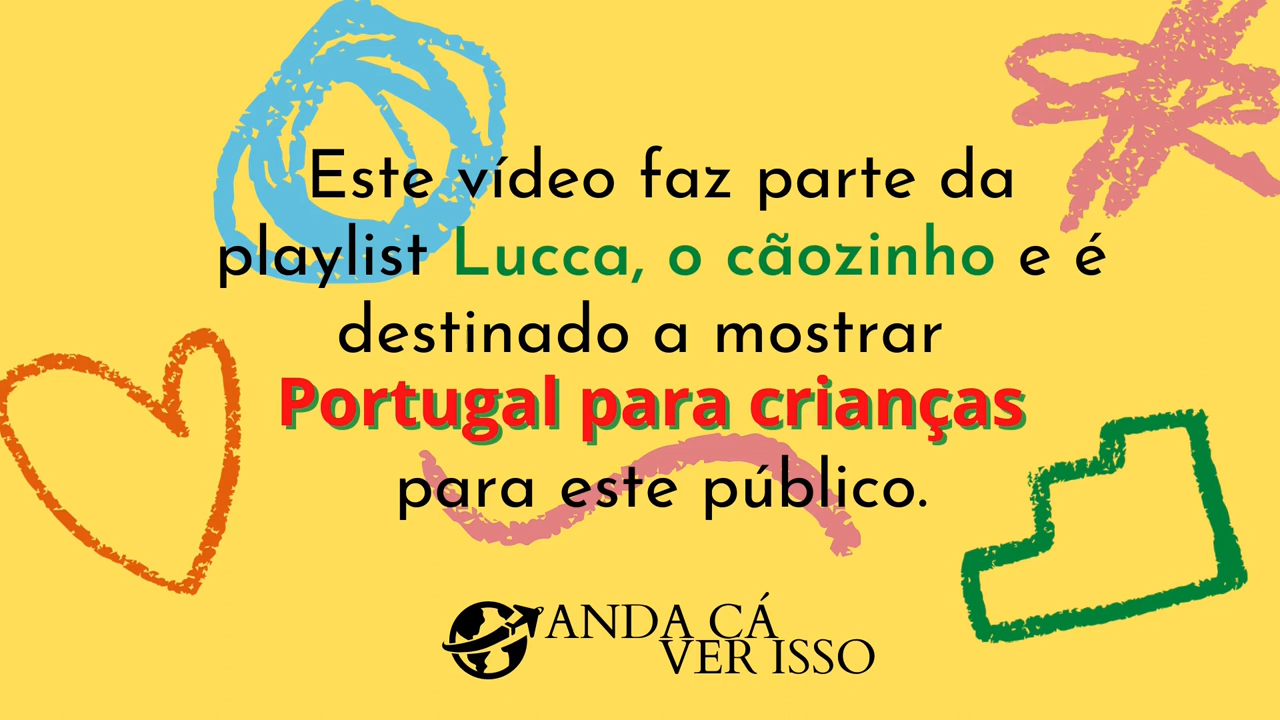 Este vídeo faz parte da
playlist Lucca, o cãozinho e é
destinado a mostrar
Portugal para crianças
para este público.
ANDA CÁ
VER ISSO